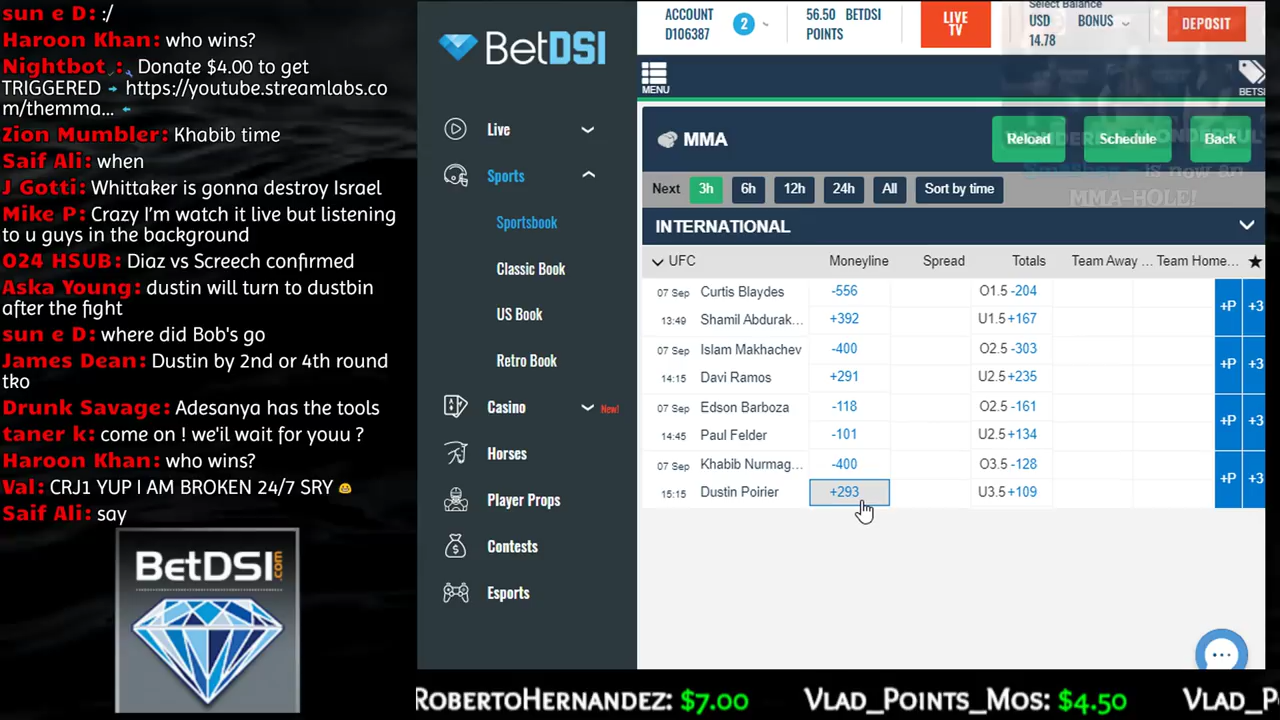 sun e D: :/
Haroon Khan: who wins?
Nightbot : Donate $4.00 to get
TRIGGERED https://youtube.streamlabs.co
m/themma...
Zion Mumbler: Khabib time
Saif Ali: when
J Gotti: Whittaker is gonna destroy Israel
Mike P: Crazy I'm watch it live but listening
to u guys in the background
O24 HSUB: Diaz vs Screech confirmed
Aska Young: dustin will turn to dustbin
after the fight
sun e D: where did Bob's go
James Dean: Dustin by 2nd or 4th round
tko
Drunk Savage: Adesanya has the tools
taner k: come on ! we'il wait for youu ?
Haroon Khan: who wins?
Val: CRJ1 YUP I AM BROKEN 24/7 SRY
Saif Ali: say
BetDSI.com
BetDSI
Live
Sports
Sportsbook
Classic Book
US Book
Retro Book
Casino New!
Horses
Player Props
Contests
Esports
ACCOUNT
D106387
2
56.50 BETDSI
POINTS
LIVE
TV
Select Balance
USD
14.78
BONUS
DEPOSIT
MENU
BETS
MMA
Reload Schedule Back
is now an
MMA-HOLE!
Next 3h 6h 12h 24h All Sort by time
INTERNATIONAL
UFC Moneyline Spread Totals Team Away ... Team Home...
07 Sep Curtis Blaydes -556 O1.5 -204
13:49 Shamil Abdurak... +392 U1.5 +167 +P +3
07 Sep Islam Makhachev -400 O2.5 -303
14:15 Davi Ramos +291 U2.5 +235 +P +3
07 Sep Edson Barboza -118 O2.5 -161
14:45 Paul Felder -101 U2.5 +134 +P +3
07 Sep Khabib Nurmag... -400 O3.5 -128
15:15 Dustin Poirier +293 U3.5 +109 +P +3
RobertoHernandez: $7.00 Vlad_Points_Mos: $4.50 Vlad_P